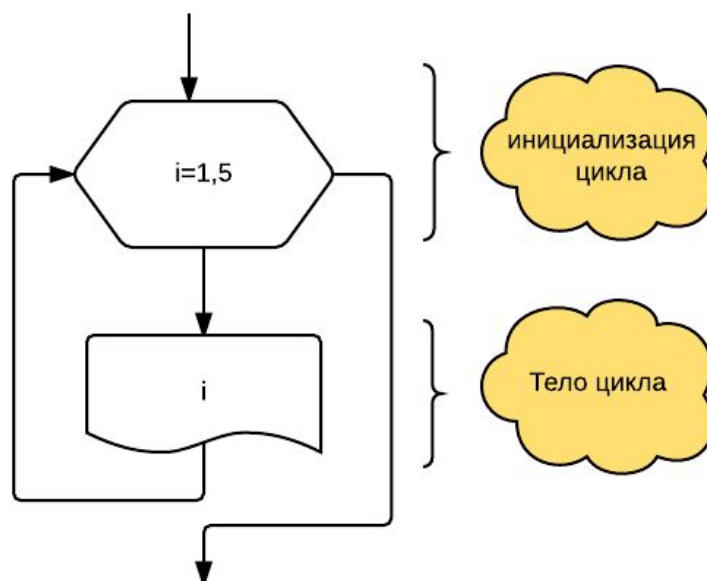 i=1,5
инициализация
цикла
i
Тело цикла